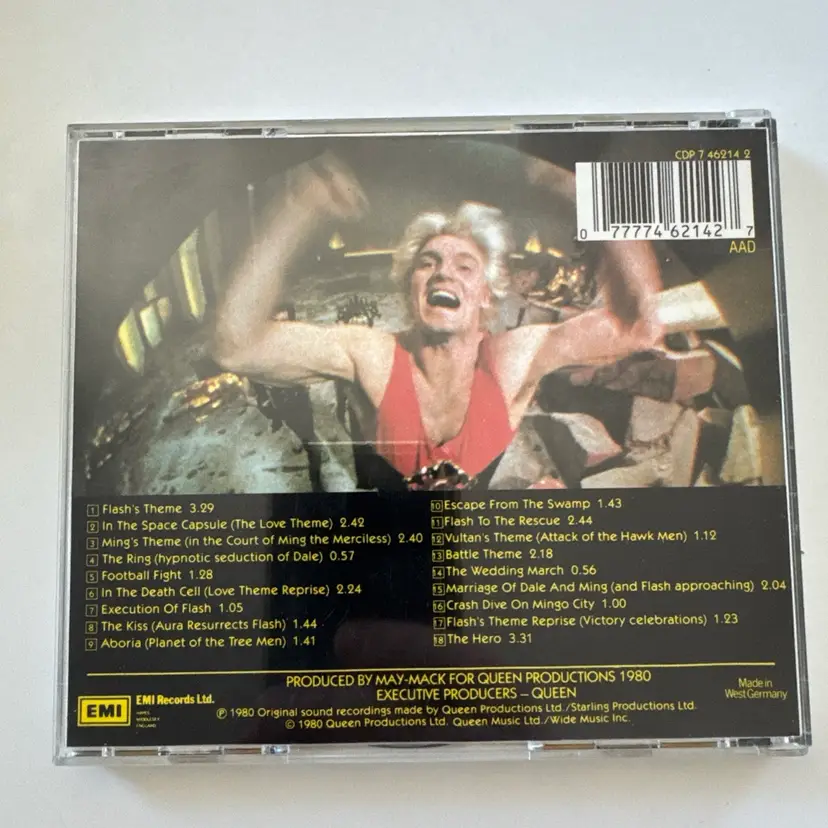 CDP 7 46214 2
0 77774 62142 7
AAD
1 Flash's Theme 3.29
2 In The Space Capsule (The Love Theme) 2.42
3 Ming's Theme (in the Court of Ming the Merciless) 2.40
4 The Ring (hypnotic seduction of Dale) 0.57
5 Football Fight 1.28
6 In The Death Cell (Love Theme Reprise) 2.24
7 Execution Of Flash 1.05
8 The Kiss (Aura Resurrects Flash) 1.44
9 Aboria (Planet of the Tree Men) 1.41
10 Escape From The Swamp 1.43
11 Flash To The Rescue 2.44
12 Vultan's Theme (Attack of the Hawk Men) 1.12
13 Battle Theme 2.18
14 The Wedding March 0.56
15 Marriage Of Dale And Ming (and Flash approaching) 2.04
16 Crash Dive On Mingo City 1.00
17 Flash's Theme Reprise (Victory celebrations) 1.23
18 The Hero 3.31
PRODUCED BY MAY-MACK FOR QUEEN PRODUCTIONS 1980
EXECUTIVE PRODUCERS – QUEEN
EMI
EMI Records Ltd.
HAYES
MIDDLESEX
ENGLAND
℗ 1980 Original sound recordings made by Queen Productions Ltd./Starling Productions Ltd.
© 1980 Queen Productions Ltd. Queen Music Ltd./Wide Music Inc.
Made in
West Germany